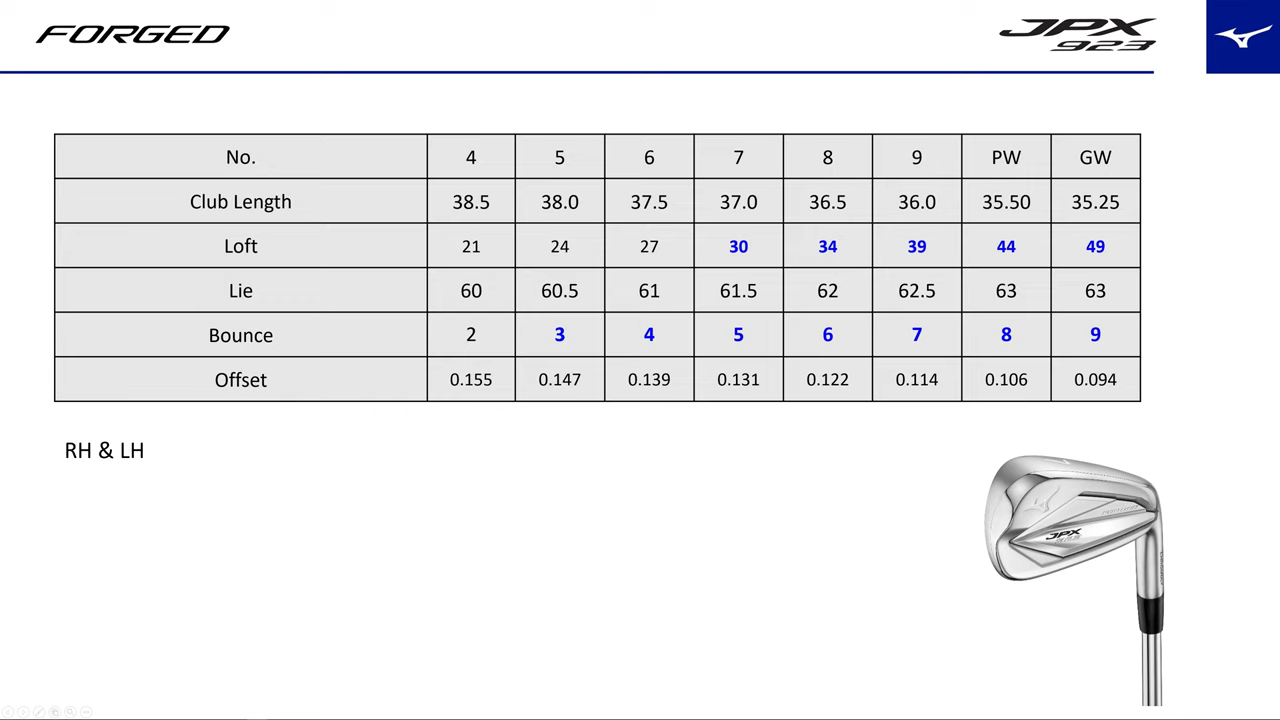 FORGED
JPX
923
No. 4 5 6 7 8 9 PW GW
Club Length 38.5 38.0 37.5 37.0 36.5 36.0 35.50 35.25
Loft 21 24 27 30 34 39 44 49
Lie 60 60.5 61 61.5 62 62.5 63 63
Bounce 2 3 4 5 6 7 8 9
Offset 0.155 0.147 0.139 0.131 0.122 0.114 0.106 0.094
RH & LH
JPX